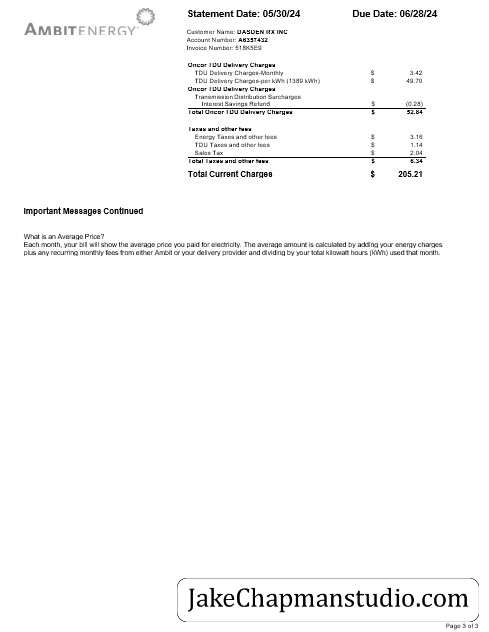 AMBITENERGY
Statement Date: 05/30/24 Due Date: 06/28/24
Customer Name: DASDEN RX INC
Account Number: A6357432
Invoice Number: 518K5E9
Oncor TDU Delivery Charges
TDU Delivery Charges-Monthly $ 3.42
TDU Delivery Charges-per kWh (1389 kWh) $ 49.70
Oncor TDU Delivery Charges
Transmission Distribution Surcharges
Interest Savings Refund $ (0.28)
Total Oncor TDU Delivery Charges $ 52.84
Taxes and other fees
Energy Taxes and other fees $ 3.16
TDU Taxes and other fees $ 1.14
Sales Tax $ 2.04
Total Taxes and other fees $ 6.34
Total Current Charges $ 205.21
Important Messages Continued
What is an Average Price?
Each month, your bill will show the average price you paid for electricity. The average amount is calculated by adding your energy charges
plus any recurring monthly fees from either Ambit or your delivery provider and dividing by your total kilowatt hours (kWh) used that month.
JakeChapmanstudio.com
Page 3 of 3